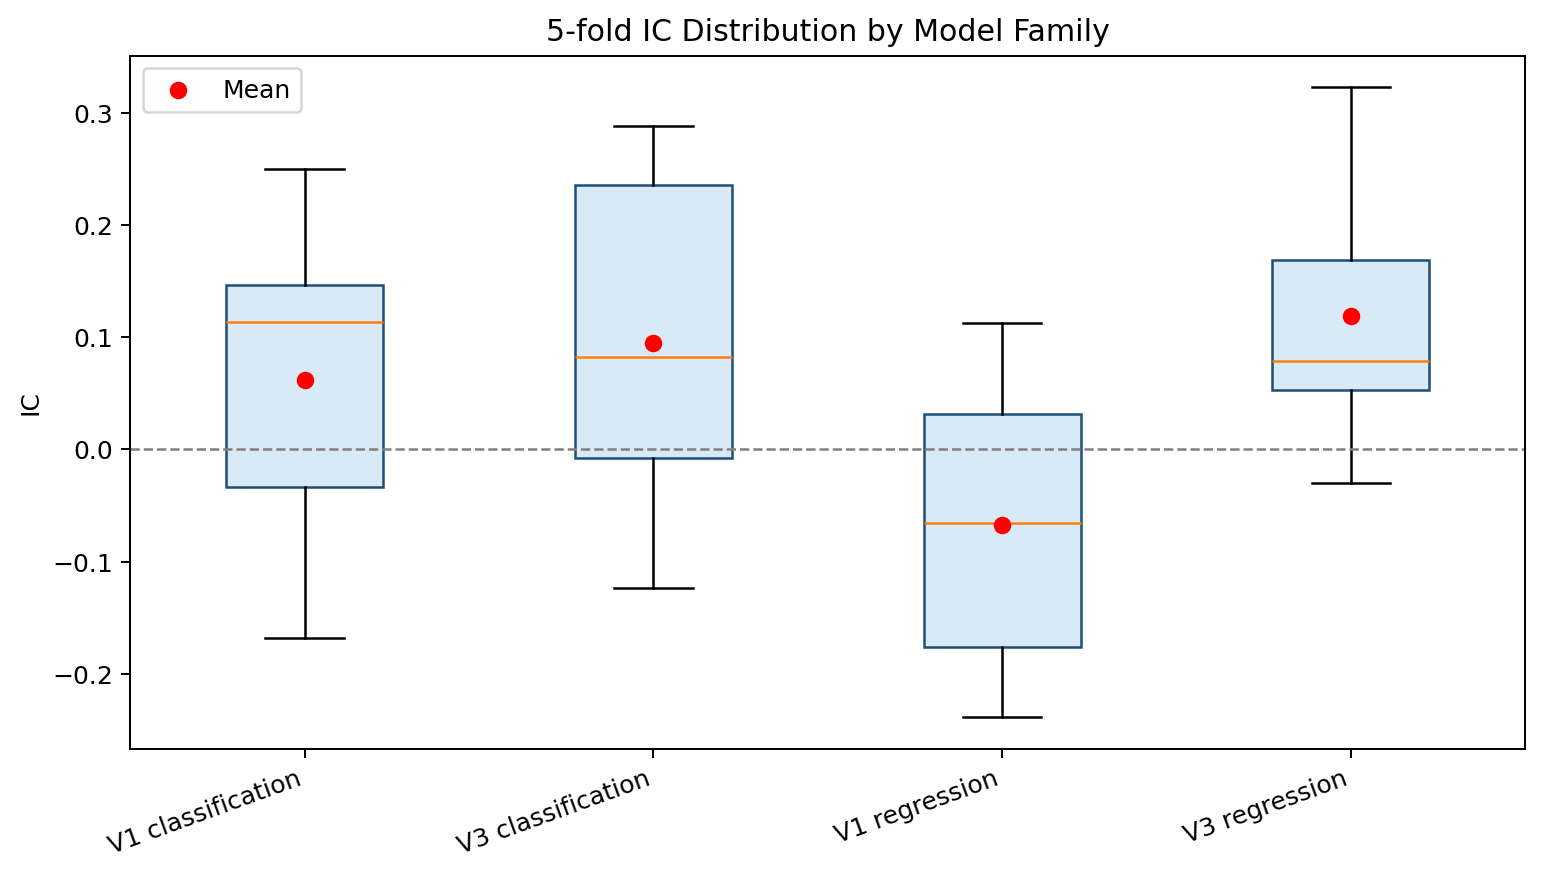 5-fold IC Distribution by Model Family
Mean
IC
0.3
0.2
0.1
0.0
−0.1
−0.2
V1 classification
V3 classification
V1 regression
V3 regression